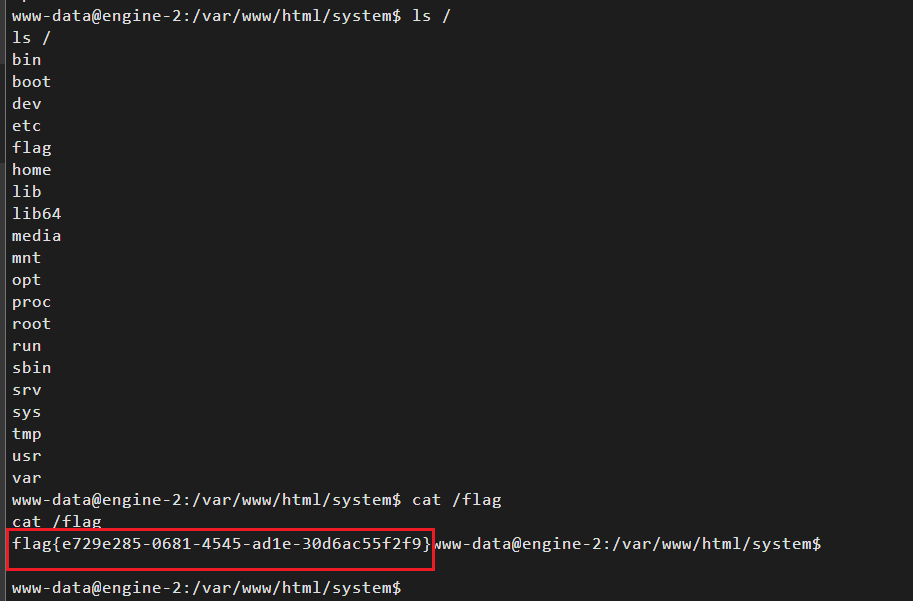 www-data@engine-2:/var/www/html/system$ ls /
ls /
bin
boot
dev
etc
flag
home
lib
lib64
media
mnt
opt
proc
root
run
sbin
srv
sys
tmp
usr
var
www-data@engine-2:/var/www/html/system$ cat /flag
cat /flag
flag{e729e285-0681-4545-ad1e-30d6ac55f2f9}www-data@engine-2:/var/www/html/system$
www-data@engine-2:/var/www/html/system$